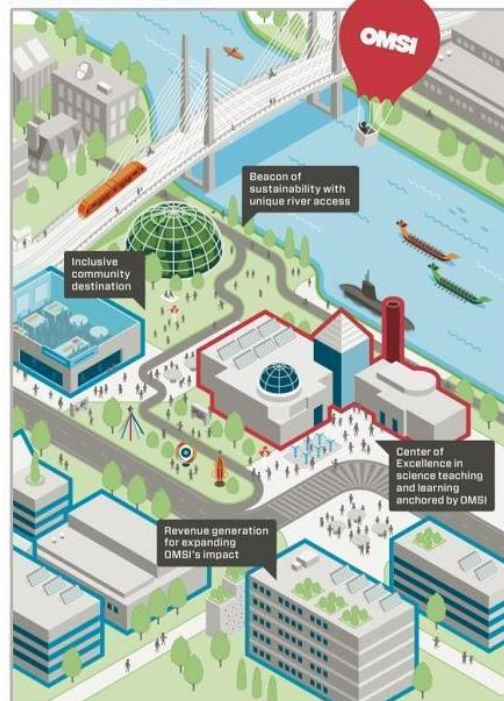 OMSI
Beacon of
sustainability with
unique river access
Inclusive
community
destination
Center of
Excellence in
science teaching
and learning
anchored by OMSI
Revenue generation
for expanding
OMSI's impact